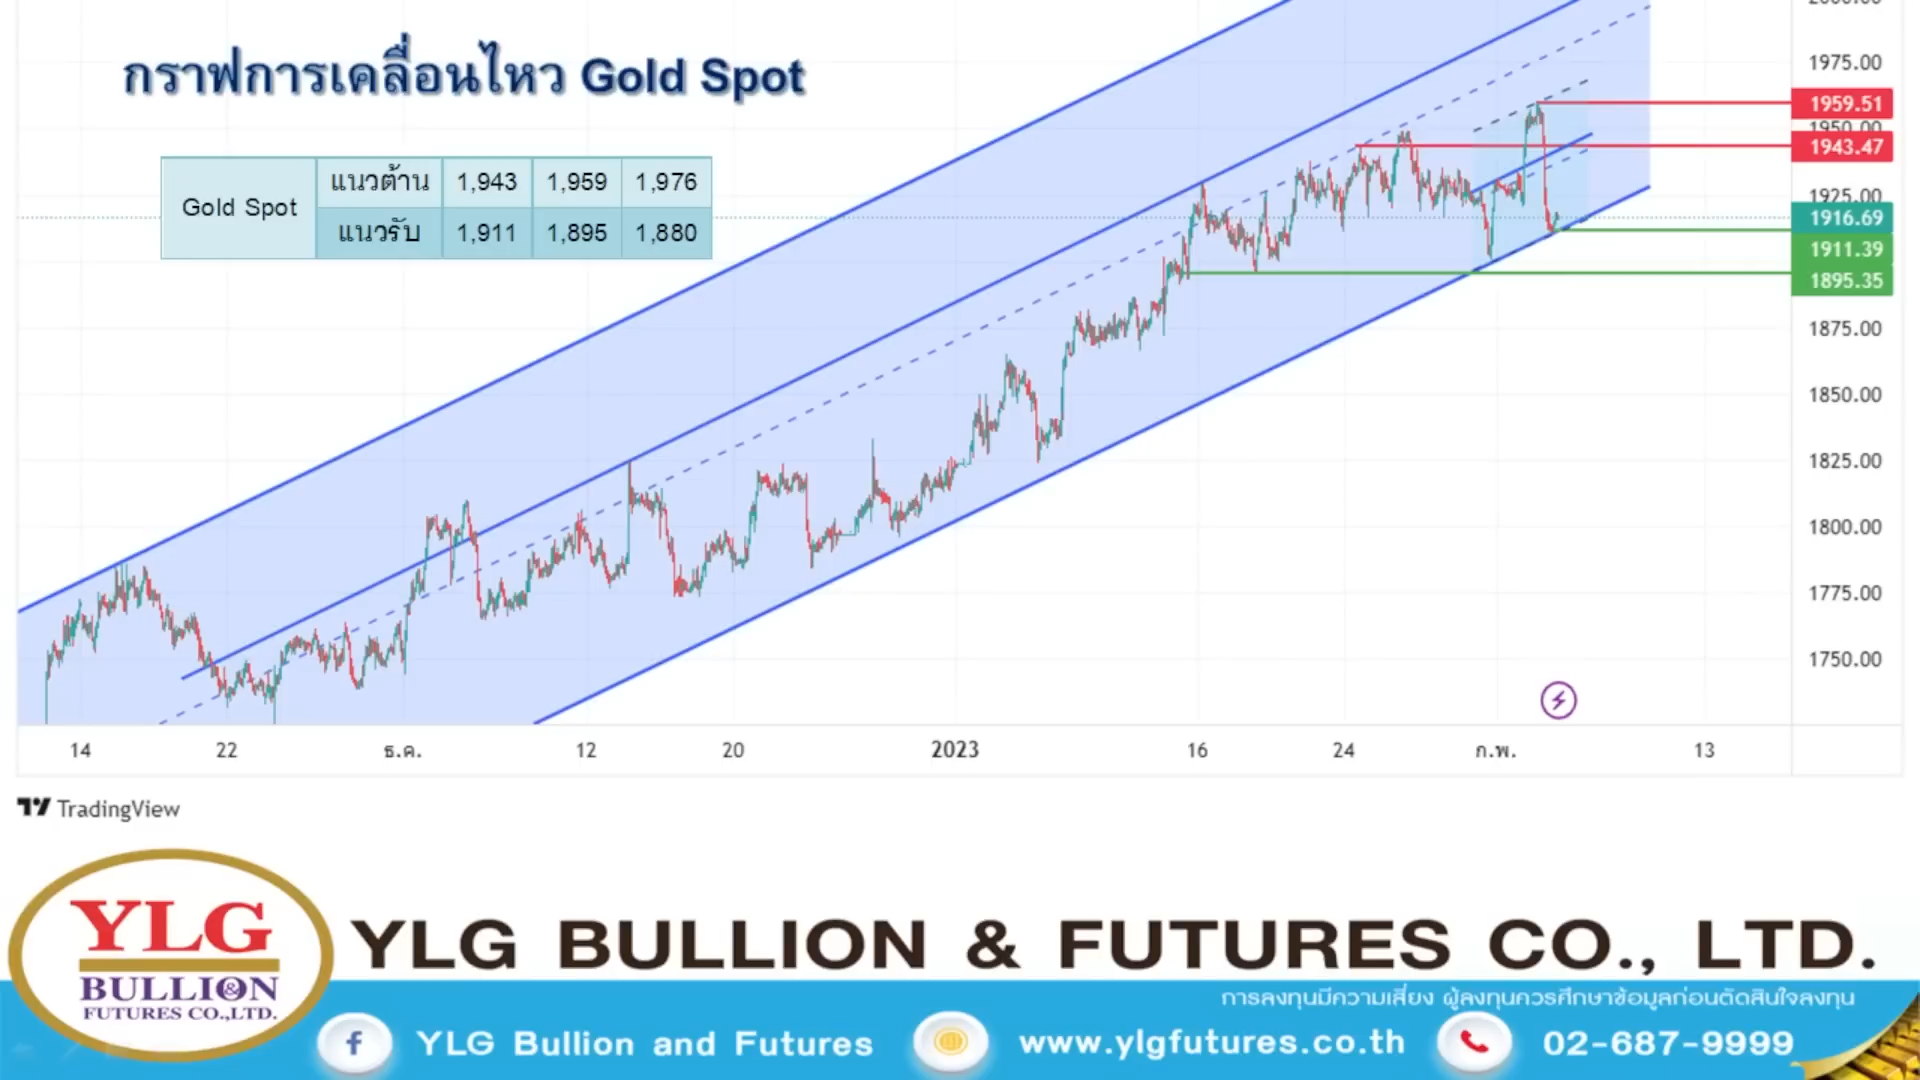 กราฟการเคลื่อนไหว Gold Spot
Gold Spot
แนวต้าน 1,943 1,959 1,976
แนวรับ 1,911 1,895 1,880
1975.00
1959.51
1950.00
1943.47
1925.00
1916.69
1911.39
1895.35
1875.00
1850.00
1825.00
1800.00
1775.00
1750.00
14 22 ธ.ค. 12 20 2023 16 24 ก.พ. 13
TradingView
YLG
BULLION
FUTURES CO.,LTD.
YLG BULLION & FUTURES CO., LTD.
การลงทุนมีความเสี่ยง ผู้ลงทุนควรศึกษาข้อมูลก่อนตัดสินใจลงทุน
YLG Bullion and Futures www.ylgfutures.co.th 02-687-9999